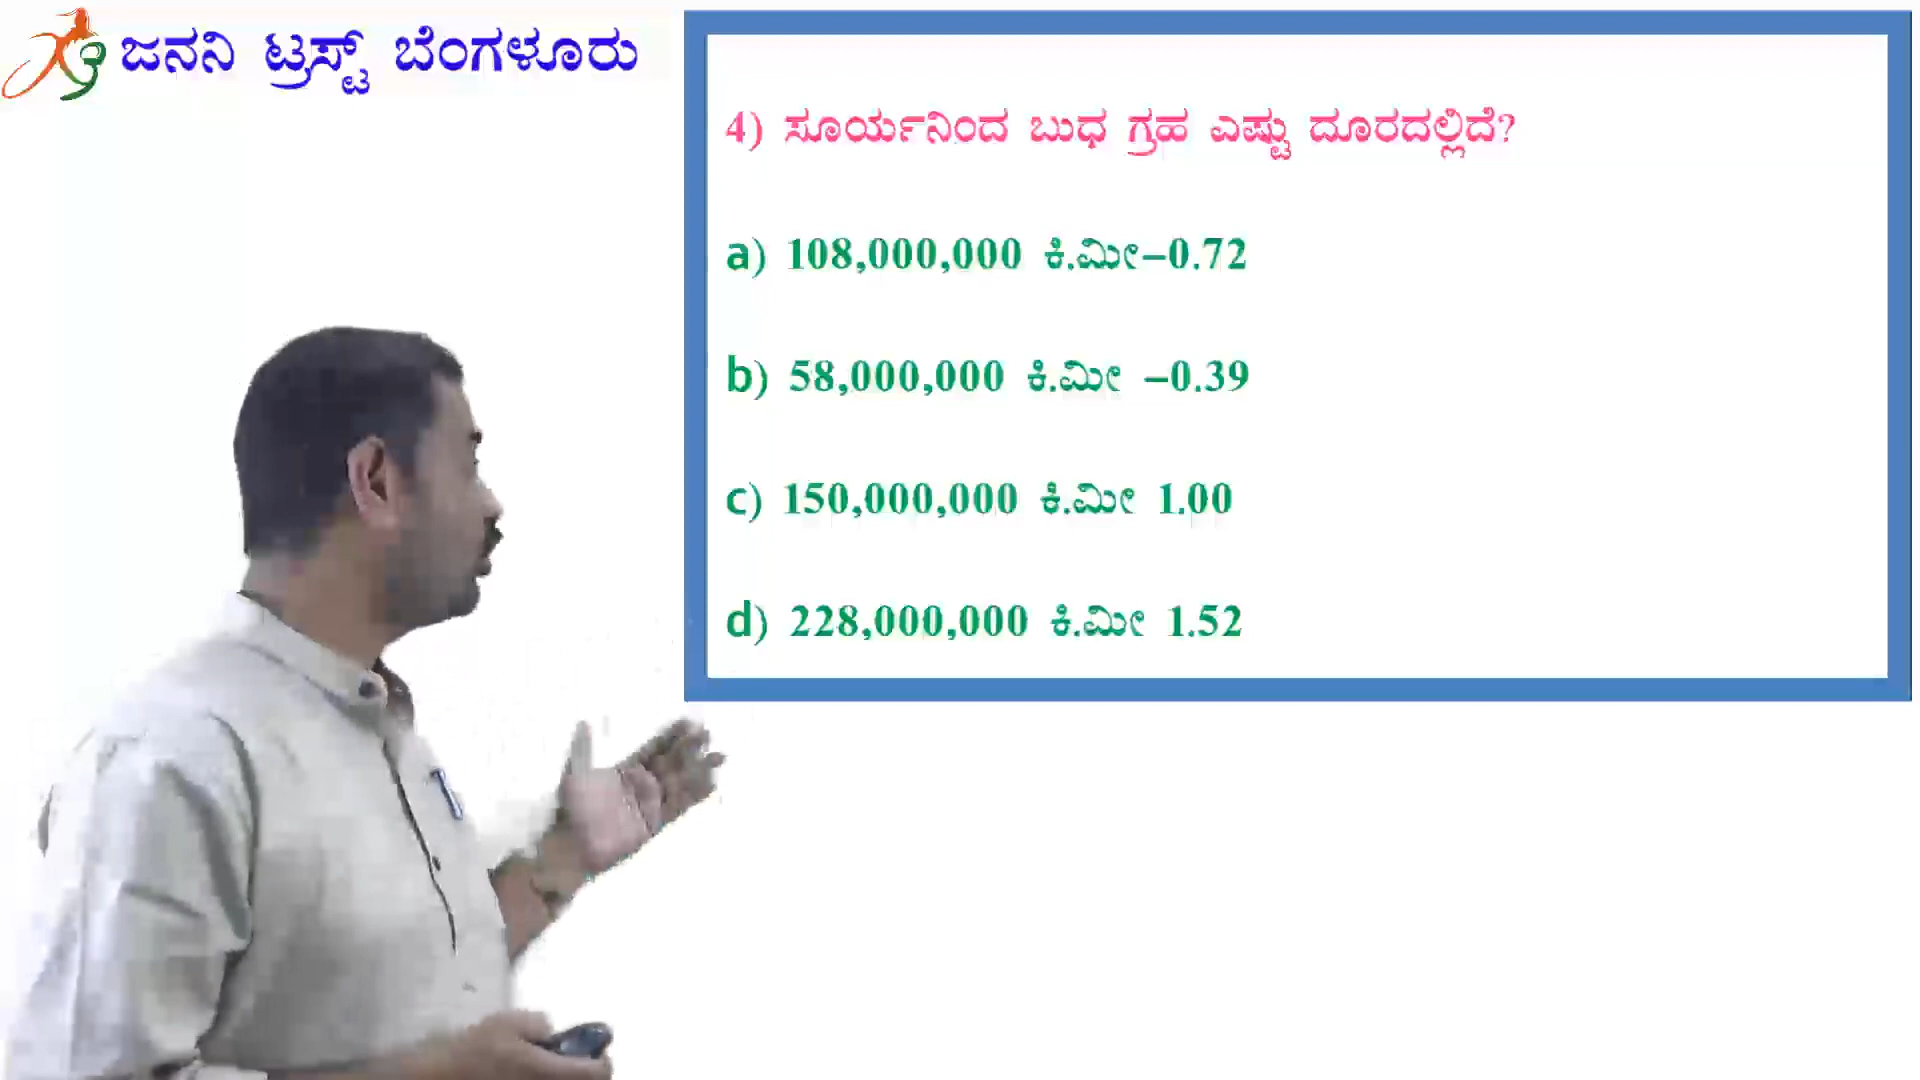 ಜನನಿ ಟ್ರಸ್ಟ್ ಬೆಂಗಳೂರು
4) ಸೂರ್ಯನಿಂದ ಬುಧ ಗ್ರಹ ಎಷ್ಟು ದೂರದಲ್ಲಿದೆ?
a) 108,000,000 ಕಿ.ಮೀ–0.72
b) 58,000,000 ಕಿ.ಮೀ –0.39
c) 150,000,000 ಕಿ.ಮೀ 1.00
d) 228,000,000 ಕಿ.ಮೀ 1.52